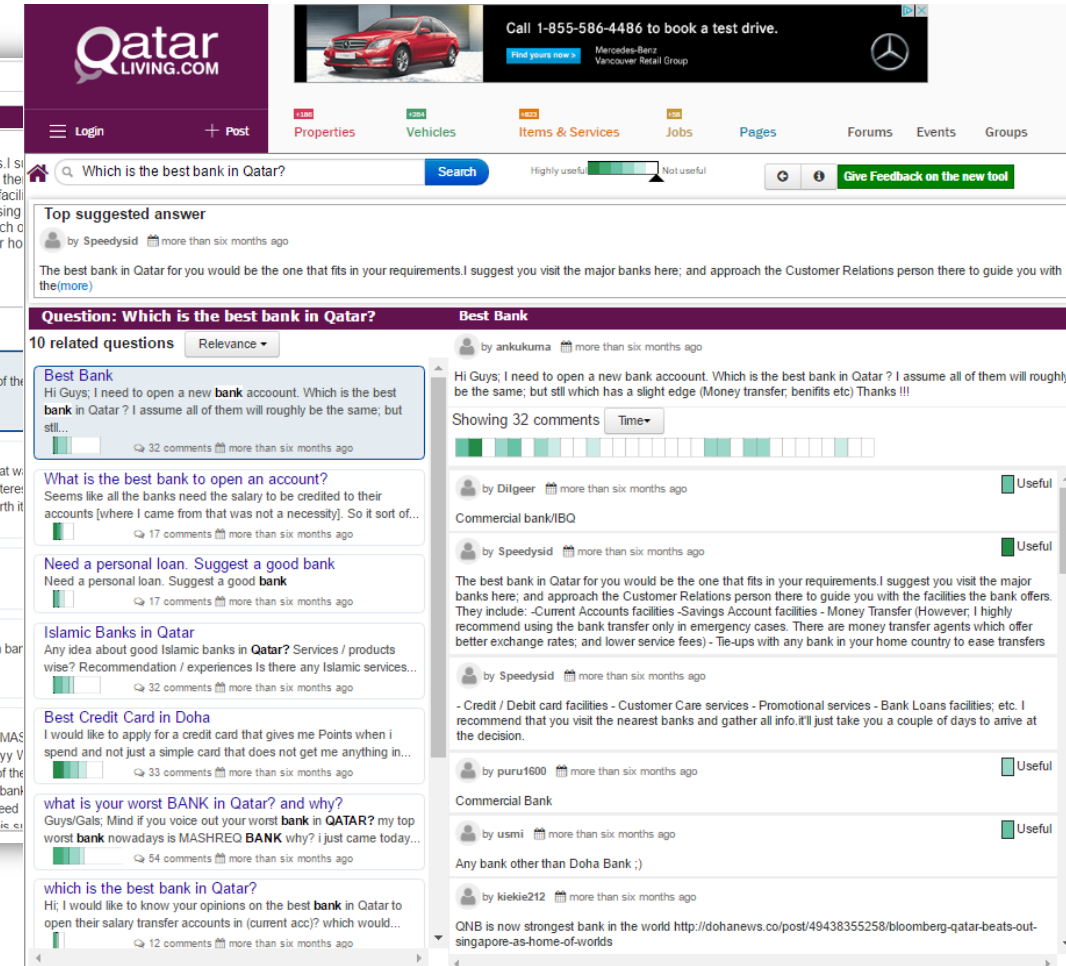 Qatar
LIVING.COM
Call 1-855-586-4486 to book a test drive.
Find yours now >
Mercedes-Benz
Vancouver Retail Group
Login
+ Post
+186
Properties
+284
Vehicles
+823
Items & Services
+58
Jobs
Pages
Forums
Events
Groups
Which is the best bank in Qatar?
Search
Highly useful
Not useful
Give Feedback on the new tool
Top suggested answer
by Speedysid more than six months ago
The best bank in Qatar for you would be the one that fits in your requirements.I suggest you visit the major banks here; and approach the Customer Relations person there to guide you with
the(more)
Question: Which is the best bank in Qatar?
10 related questions
Relevance
Best Bank
Hi Guys; I need to open a new bank accoount. Which is the best
bank in Qatar ? I assume all of them will roughly be the same; but
stll...
32 comments more than six months ago
What is the best bank to open an account?
Seems like all the banks need the salary to be credited to their
accounts [where I came from that was not a necessity]. So it sort of...
17 comments more than six months ago
Need a personal loan. Suggest a good bank
Need a personal loan. Suggest a good bank
17 comments more than six months ago
Islamic Banks in Qatar
Any idea about good Islamic banks in Qatar? Services / products
wise? Recommendation / experiences Is there any Islamic services...
32 comments more than six months ago
Best Credit Card in Doha
I would like to apply for a credit card that gives me Points when i
spend and not just a simple card that does not get me anything in...
33 comments more than six months ago
what is your worst BANK in Qatar? and why?
Guys/Gals; Mind if you voice out your worst bank in QATAR? my top
worst bank nowadays is MASHREQ BANK why? i just came today...
54 comments more than six months ago
which is the best bank in Qatar?
Hi; I would like to know your opinions on the best bank in Qatar to
open their salary transfer accounts in (current acc)? which would...
12 comments more than six months ago
Best Bank
by ankukuma more than six months ago
Hi Guys; I need to open a new bank accoount. Which is the best bank in Qatar ? I assume all of them will roughly
be the same; but stll which has a slight edge (Money transfer; benifits etc) Thanks !!!
Showing 32 comments
Time
by Dilgeer more than six months ago
Useful
Commercial bank/IBQ
by Speedysid more than six months ago
Useful
The best bank in Qatar for you would be the one that fits in your requirements.I suggest you visit the major
banks here; and approach the Customer Relations person there to guide you with the facilities the bank offers.
They include: -Current Accounts facilities -Savings Account facilities - Money Transfer (However; I highly
recommend using the bank transfer only in emergency cases. There are money transfer agents which offer
better exchange rates; and lower service fees) - Tie-ups with any bank in your home country to ease transfers
by Speedysid more than six months ago
- Credit / Debit card facilities - Customer Care services - Promotional services - Bank Loans facilities; etc. I
recommend that you visit the nearest banks and gather all info.it'll just take you a couple of days to arrive at
the decision.
by puru1600 more than six months ago
Useful
Commercial Bank
by usmi more than six months ago
Useful
Any bank other than Doha Bank ;)
by kiekie212 more than six months ago
QNB is now strongest bank in the world http://dohanews.co/post/49438355258/bloomberg-qatar-beats-out-
singapore-as-home-of-worlds